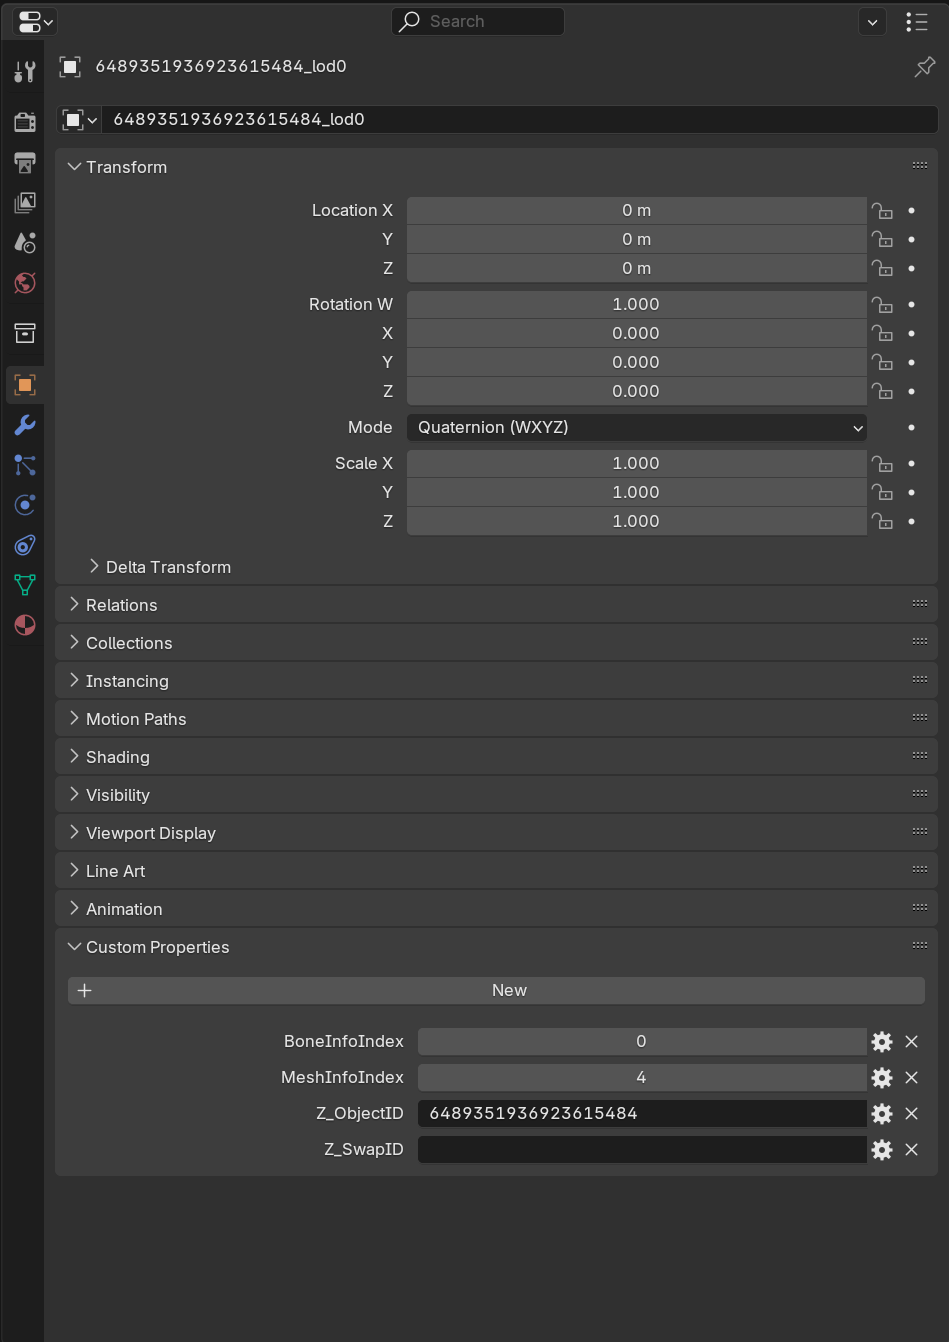 Search
6489351936923615484_lod0
6489351936923615484_lod0
Transform
Location X 0 m
Y 0 m
Z 0 m
Rotation W 1.000
X 0.000
Y 0.000
Z 0.000
Mode Quaternion (WXYZ)
Scale X 1.000
Y 1.000
Z 1.000
Delta Transform
Relations
Collections
Instancing
Motion Paths
Shading
Visibility
Viewport Display
Line Art
Animation
Custom Properties
New
BoneInfoIndex 0
MeshInfoIndex 4
Z_ObjectID 6489351936923615484
Z_SwapID